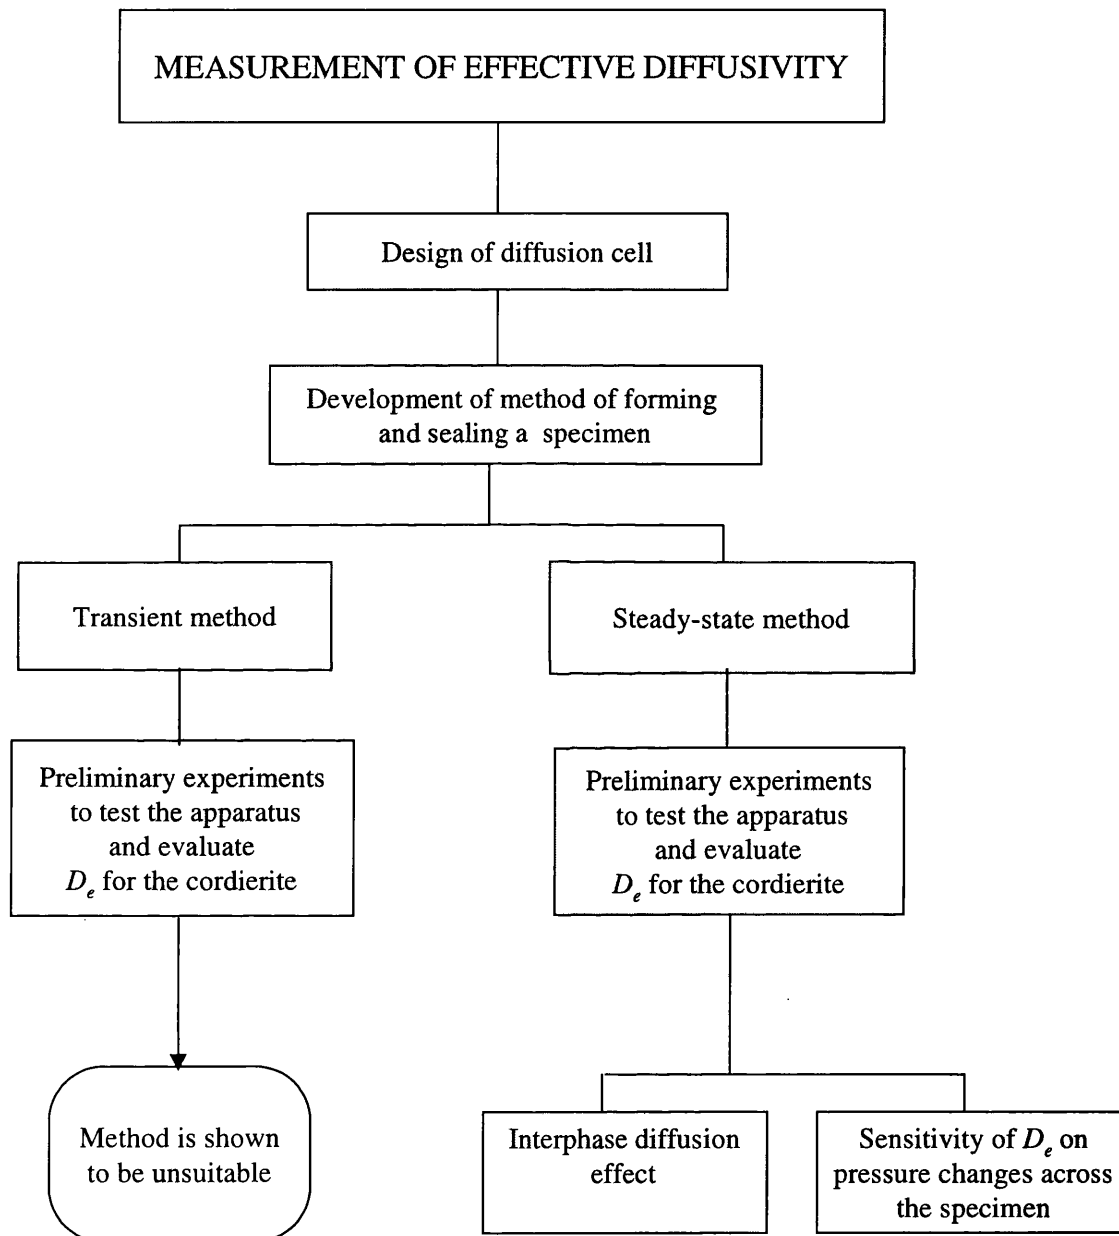 MEASUREMENT OF EFFECTIVE DIFFUSIVITY
Design of diffusion cell
Development of method of forming
and sealing a specimen
Transient method
Steady-state method
Preliminary experiments
to test the apparatus
and evaluate
D_e for the cordierite
Preliminary experiments
to test the apparatus
and evaluate
D_e for the cordierite
Method is shown
to be unsuitable
Interphase diffusion
effect
Sensitivity of D_e on
pressure changes across
the specimen